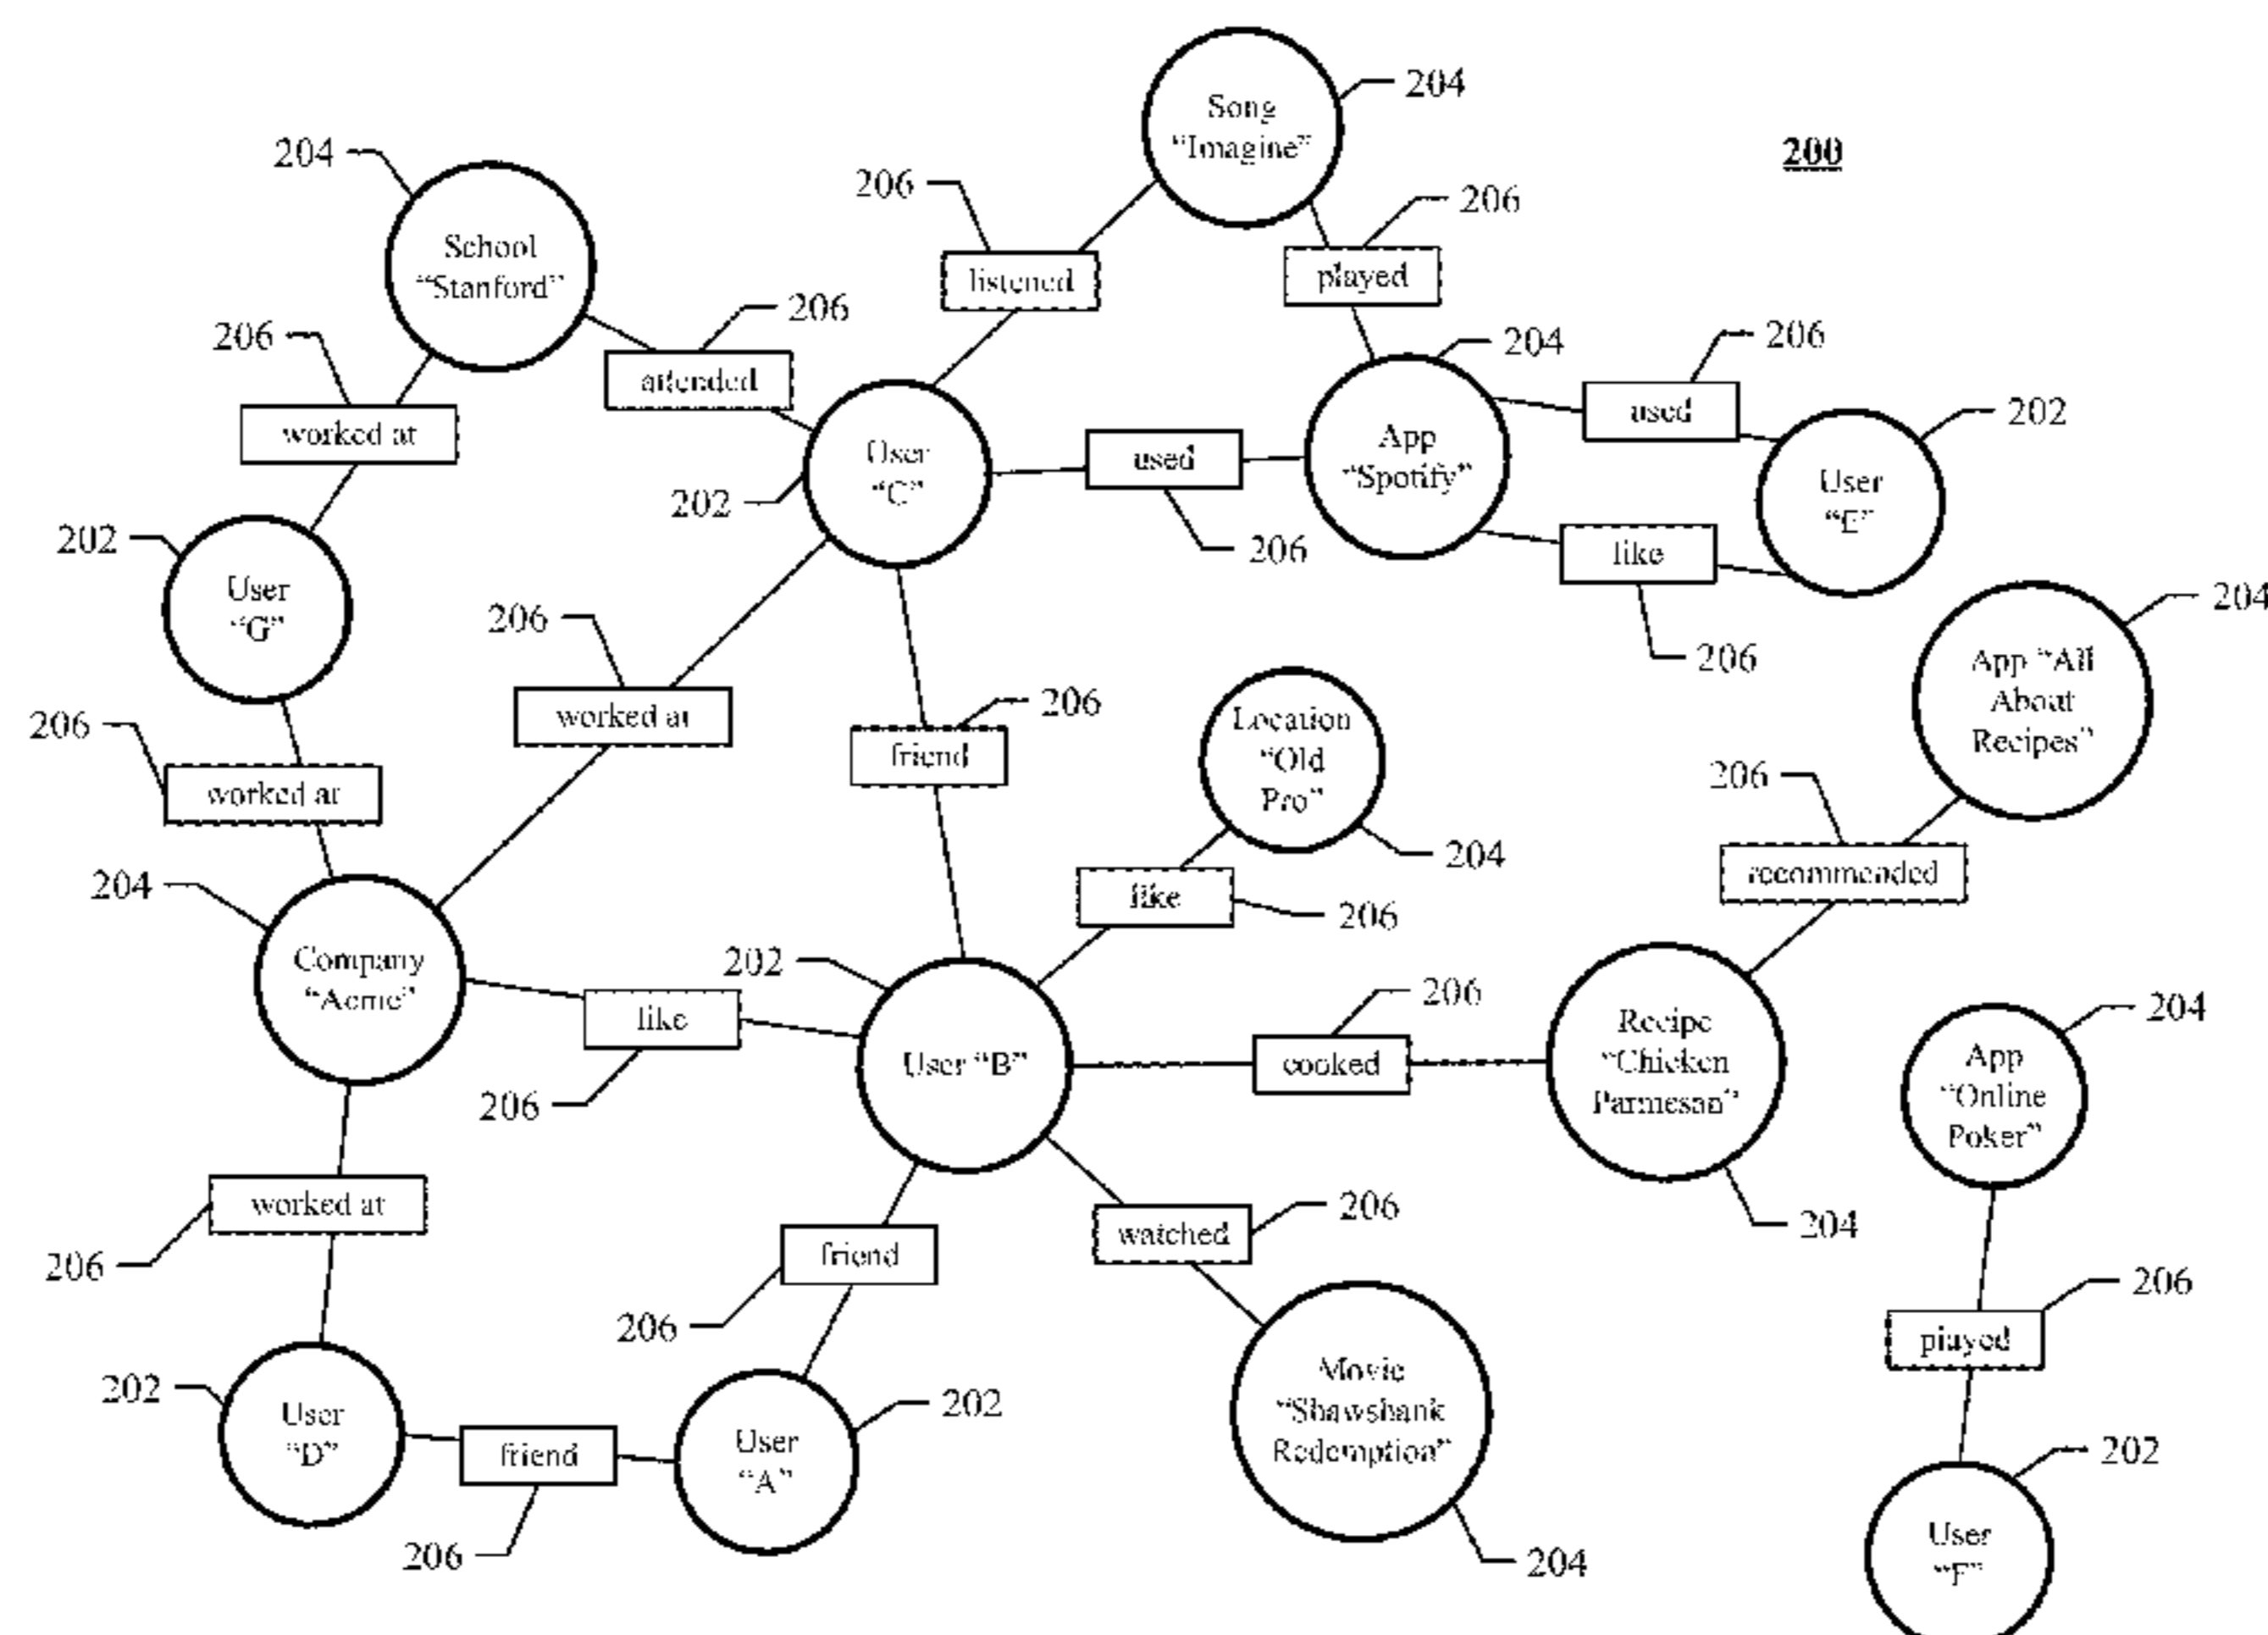 204
Song
“Imagine”
200
204
206
206
School
“Stanford”
listened
played
206
206
204
206
attended
used
202
worked at
User
“C”
used
App
“Spotify”
User
“E”
202
202
206
like
User
“G”
206
206
204
206
worked at
206
Location
“Old
Pro”
App “All
About
Recipes”
friend
206
worked at
206
204
recommended
204
like
206
Company
“Acme”
202
206
204
like
User “B”
cooked
Recipe
“Chicken
Parmesan”
App
“Online
Poker”
206
worked at
206
204
206
friend
watched
206
206
played
202
Movie
“Shawshank
Redemption”
202
202
User
“D”
friend
User
“A”
User
“F”
206
204